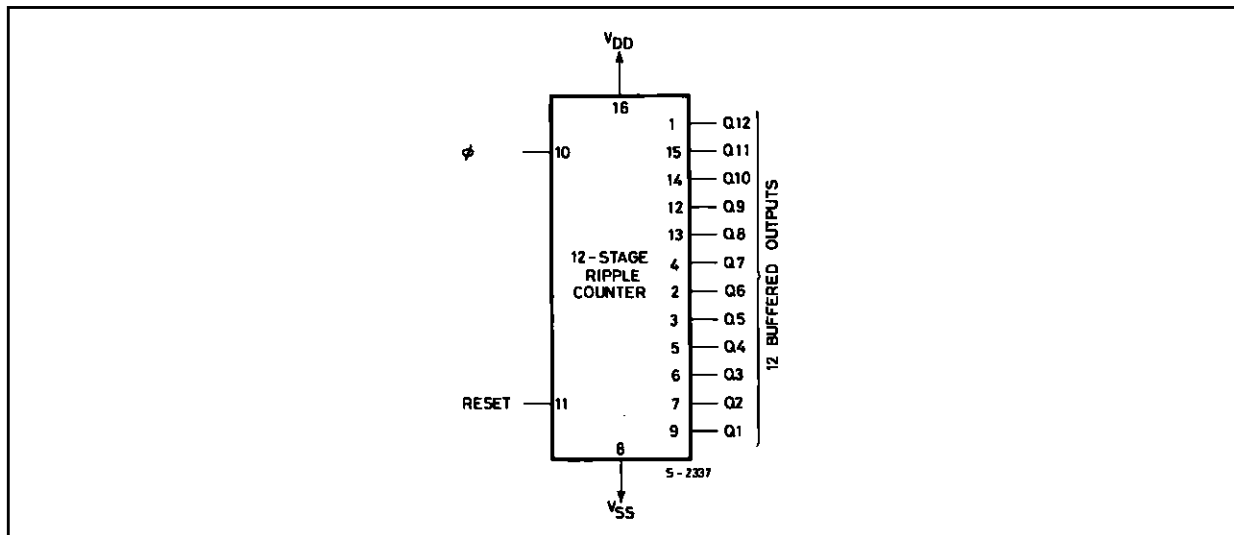 VDD
16
1 Q12
ϕ 10 15 Q11
14 Q10
12 Q9
13 Q8
12-STAGE
RIPPLE
COUNTER
4 Q7
2 Q6
3 Q5
5 Q4
6 Q3
RESET 11 7 Q2
9 Q1
8
12 BUFFERED OUTPUTS
S-2337
VSS